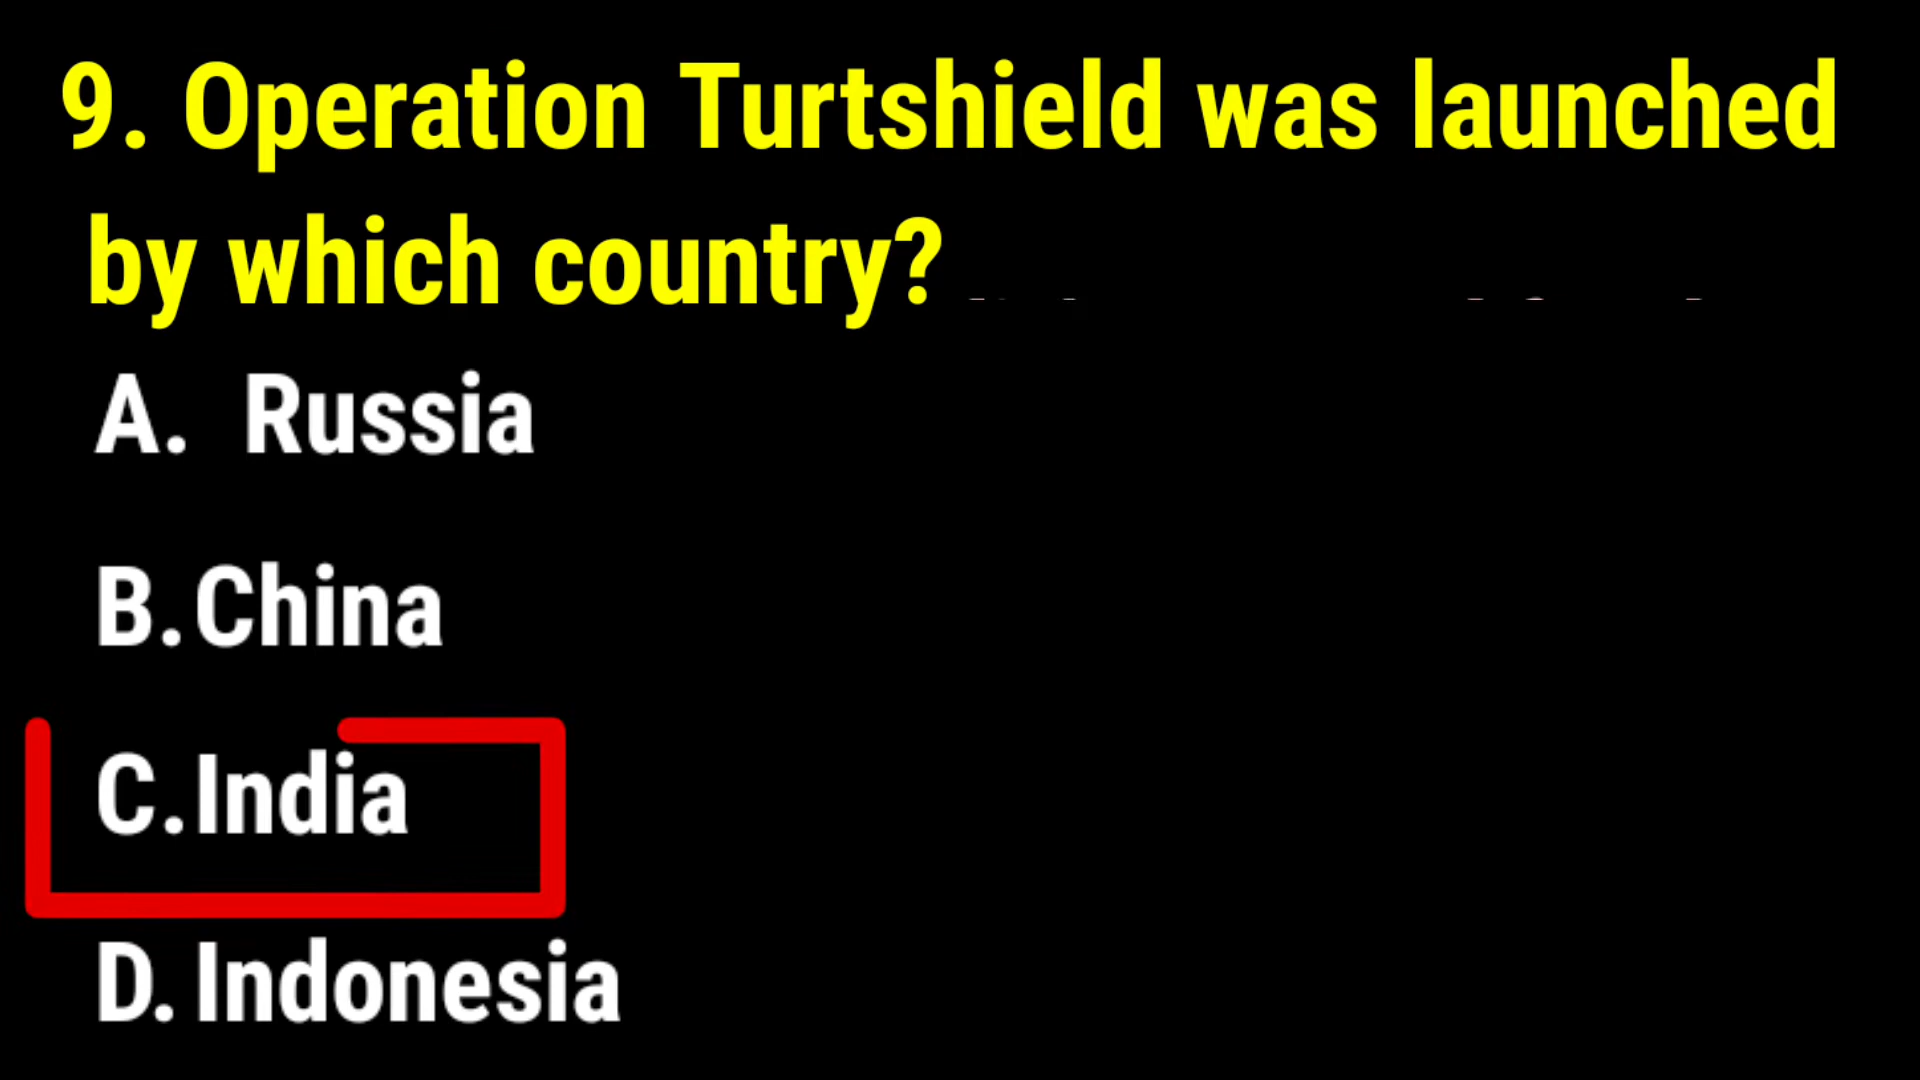 9. Operation Turtshield was launched
by which country?
A. Russia
B. China
C. India
D. Indonesia